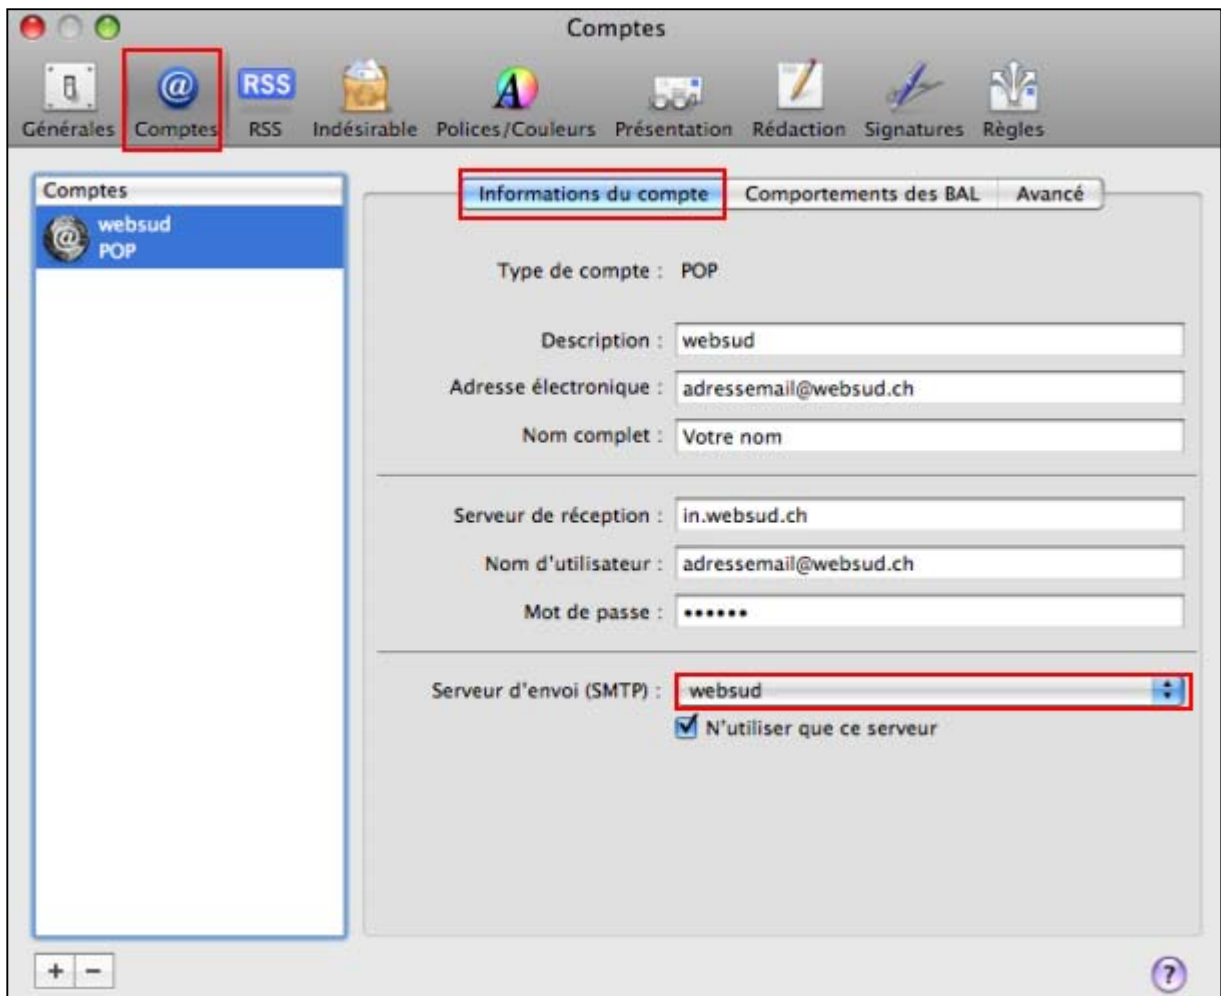 Comptes
Générales Comptes RSS Indésirable Polices/Couleurs Présentation Rédaction Signatures Règles
Comptes
websud
POP
Informations du compte Comportements des BAL Avancé
Type de compte : POP
Description : websud
Adresse électronique : adressemail@websud.ch
Nom complet : Votre nom
Serveur de réception : in.websud.ch
Nom d'utilisateur : adressemail@websud.ch
Mot de passe : ••••••
Serveur d'envoi (SMTP) : websud
N'utiliser que ce serveur
+ − ?